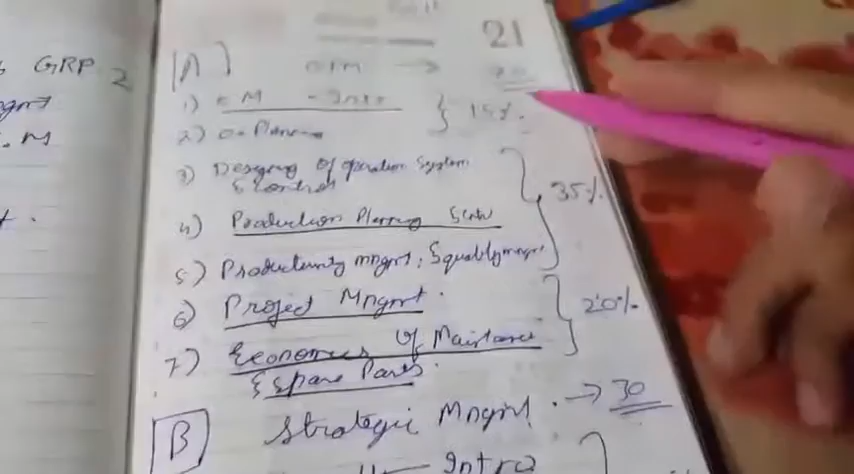 GRP 2
21
A] OM → 70
1) OM - Intro
15%.
2) O. Planning
3) Designing Of operation System
& Control
35%.
4) Production Planning &
5) Productivity mngmt; & quality mngmt
6) Project Mngmt.
20%.
7) Economics Of Maintance
& Spare Parts.
B Strategic Mngmt. → 30
Intro